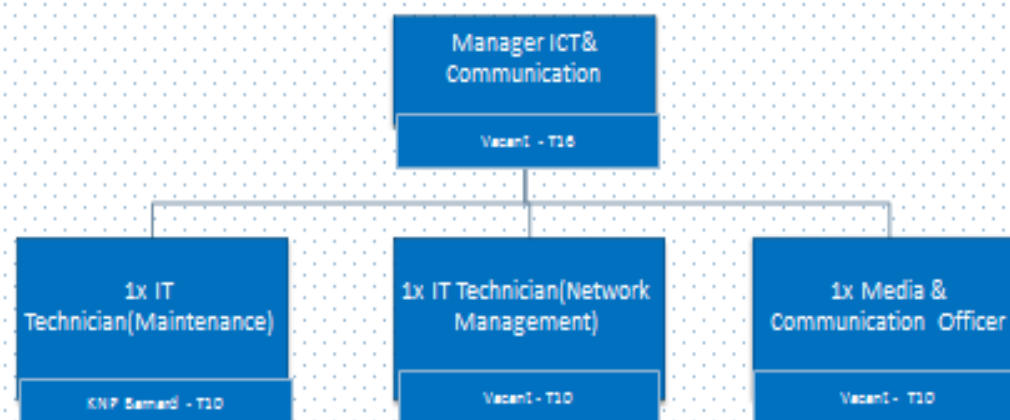 Manager ICT&
Communication
Vacant - T16
1x IT
Technician(Maintenance)
1x IT Technician(Network
Management)
1x Media &
Communication Officer
KNP Barnard - T10
Vacant - T10
Vacant - T10